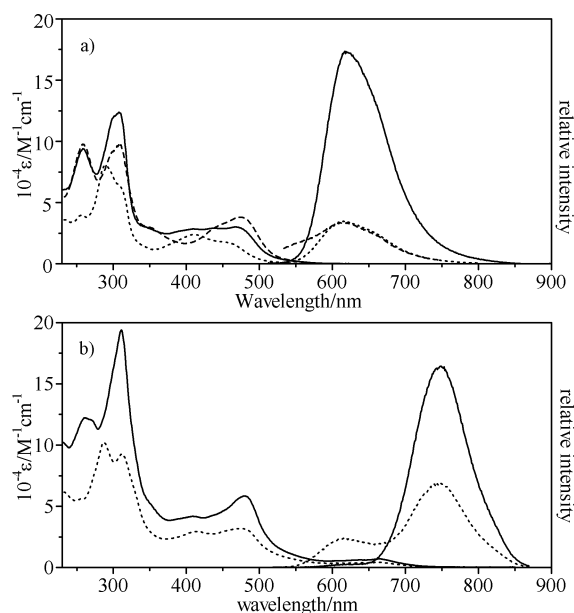 20
a)
15
10
5
0
10⁻⁴ε/M⁻¹cm⁻¹
relative intensity
300 400 500 600 700 800 900
Wavelength/nm
20
b)
15
10
5
0
10⁻⁴ε/M⁻¹cm⁻¹
relative intensity
300 400 500 600 700 800 900
wavelength/nm